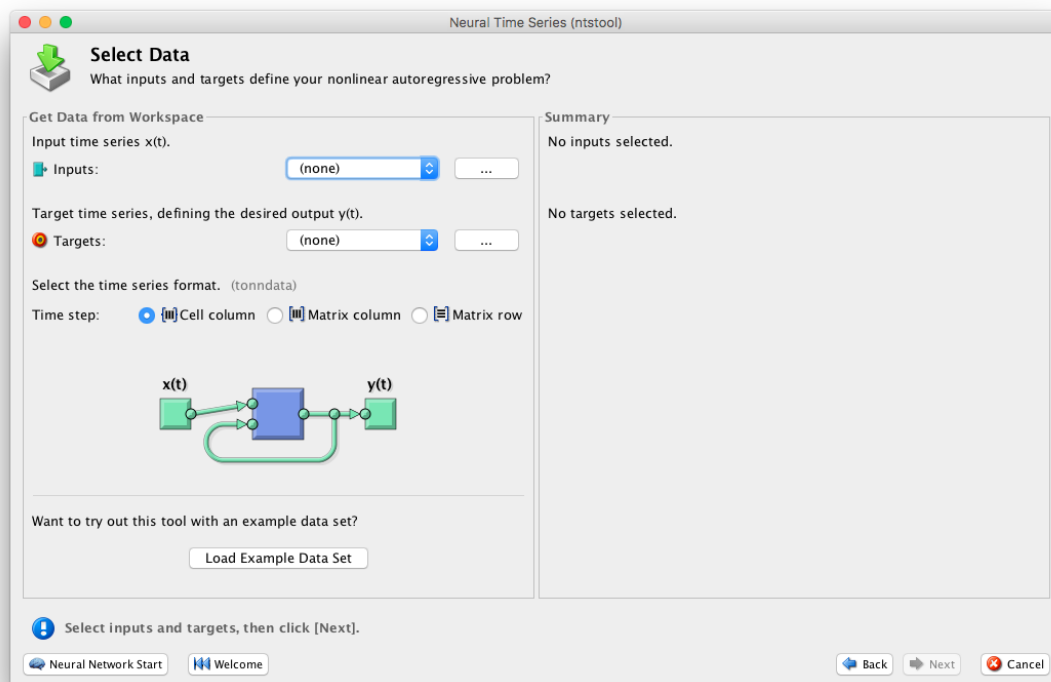 Neural Time Series (ntstool)
Select Data
What inputs and targets define your nonlinear autoregressive problem?
Get Data from Workspace
Input time series x(t).
Inputs: (none) ...
Target time series, defining the desired output y(t).
Targets: (none) ...
Select the time series format. (tonndata)
Time step: Cell column Matrix column Matrix row
x(t) y(t)
Want to try out this tool with an example data set?
Load Example Data Set
Summary
No inputs selected.
No targets selected.
Select inputs and targets, then click [Next].
Neural Network Start Welcome Back Next Cancel